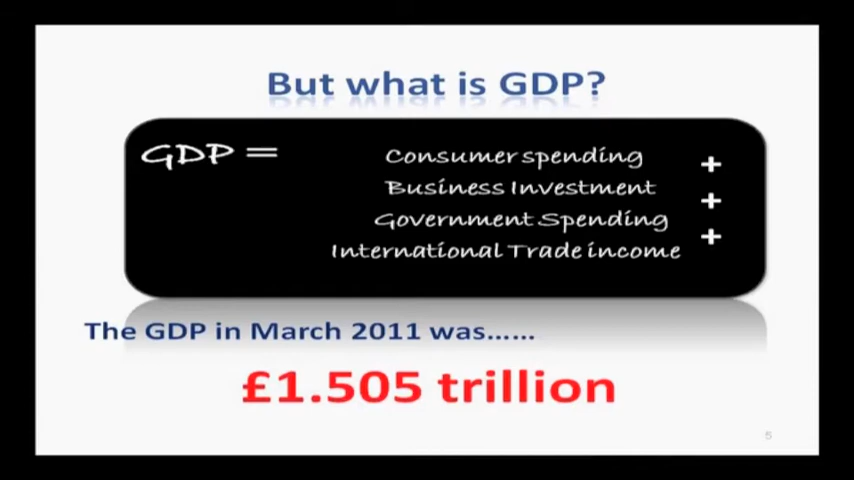 But what is GDP?
GDP =
Consumer spending +
Business Investment +
Government Spending +
International Trade income
The GDP in March 2011 was......
£1.505 trillion
5